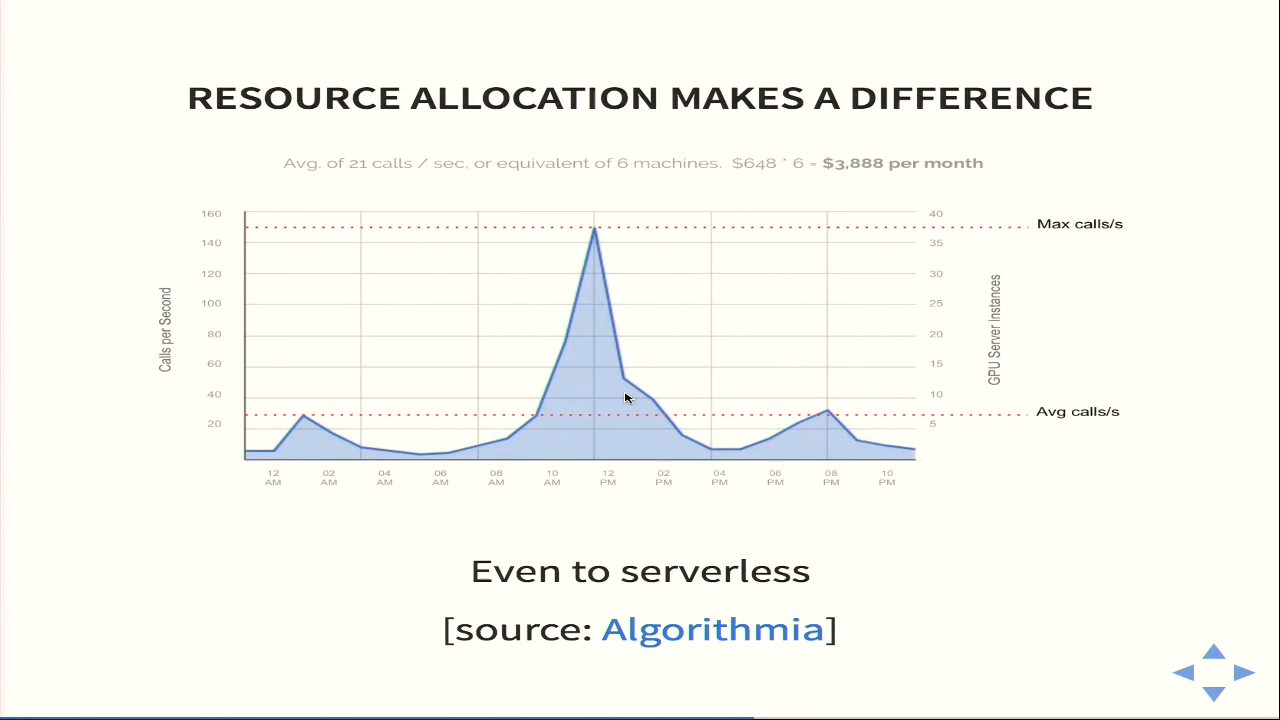 RESOURCE ALLOCATION MAKES A DIFFERENCE
Avg. of 21 calls / sec, or equivalent of 6 machines. $648 * 6 = $3,888 per month
160
140
120
100
80
60
40
20
Calls per Second
40
35
30
25
20
15
10
5
GPU Server Instances
Max calls/s
Avg calls/s
12 AM
02 AM
04 AM
06 AM
08 AM
10 AM
12 PM
02 PM
04 PM
06 PM
08 PM
10 PM
Even to serverless
[source: Algorithmia]